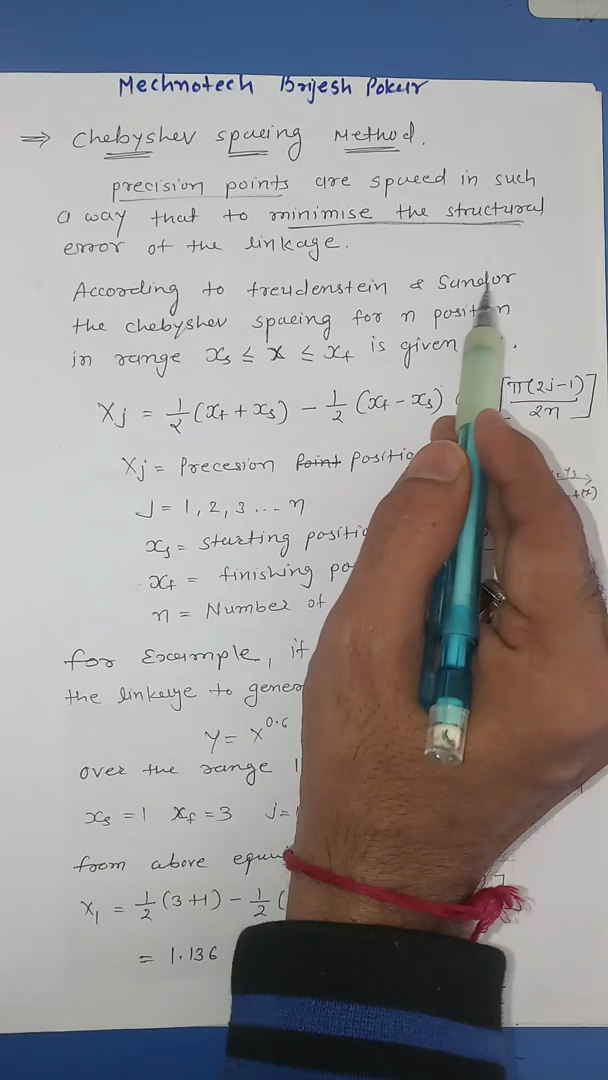 Mechnotech Brijesh Pokar
⇒ Chebyshev spacing Method.
precision points are spaced in such
a way that to minimise the structural
error of the linkage.
According to freudenstein & Sandor
the chebyshev spacing for n position
in range xs ≤ x ≤ xf is given
Xj = 1/2 (xf + xs) - 1/2 (xf - xs) [π(2j-1)/2n]
Xj = Precesion Point positio
J = 1, 2, 3 ... n
xs = starting positio
xf = finishing po
n = Number of
for Example, if
the linkage to gener
Y = x^0.6
over the range 1
xs = 1 xf = 3 j=
from above equ
X1 = 1/2 (3+1) - 1/2 (
= 1.136